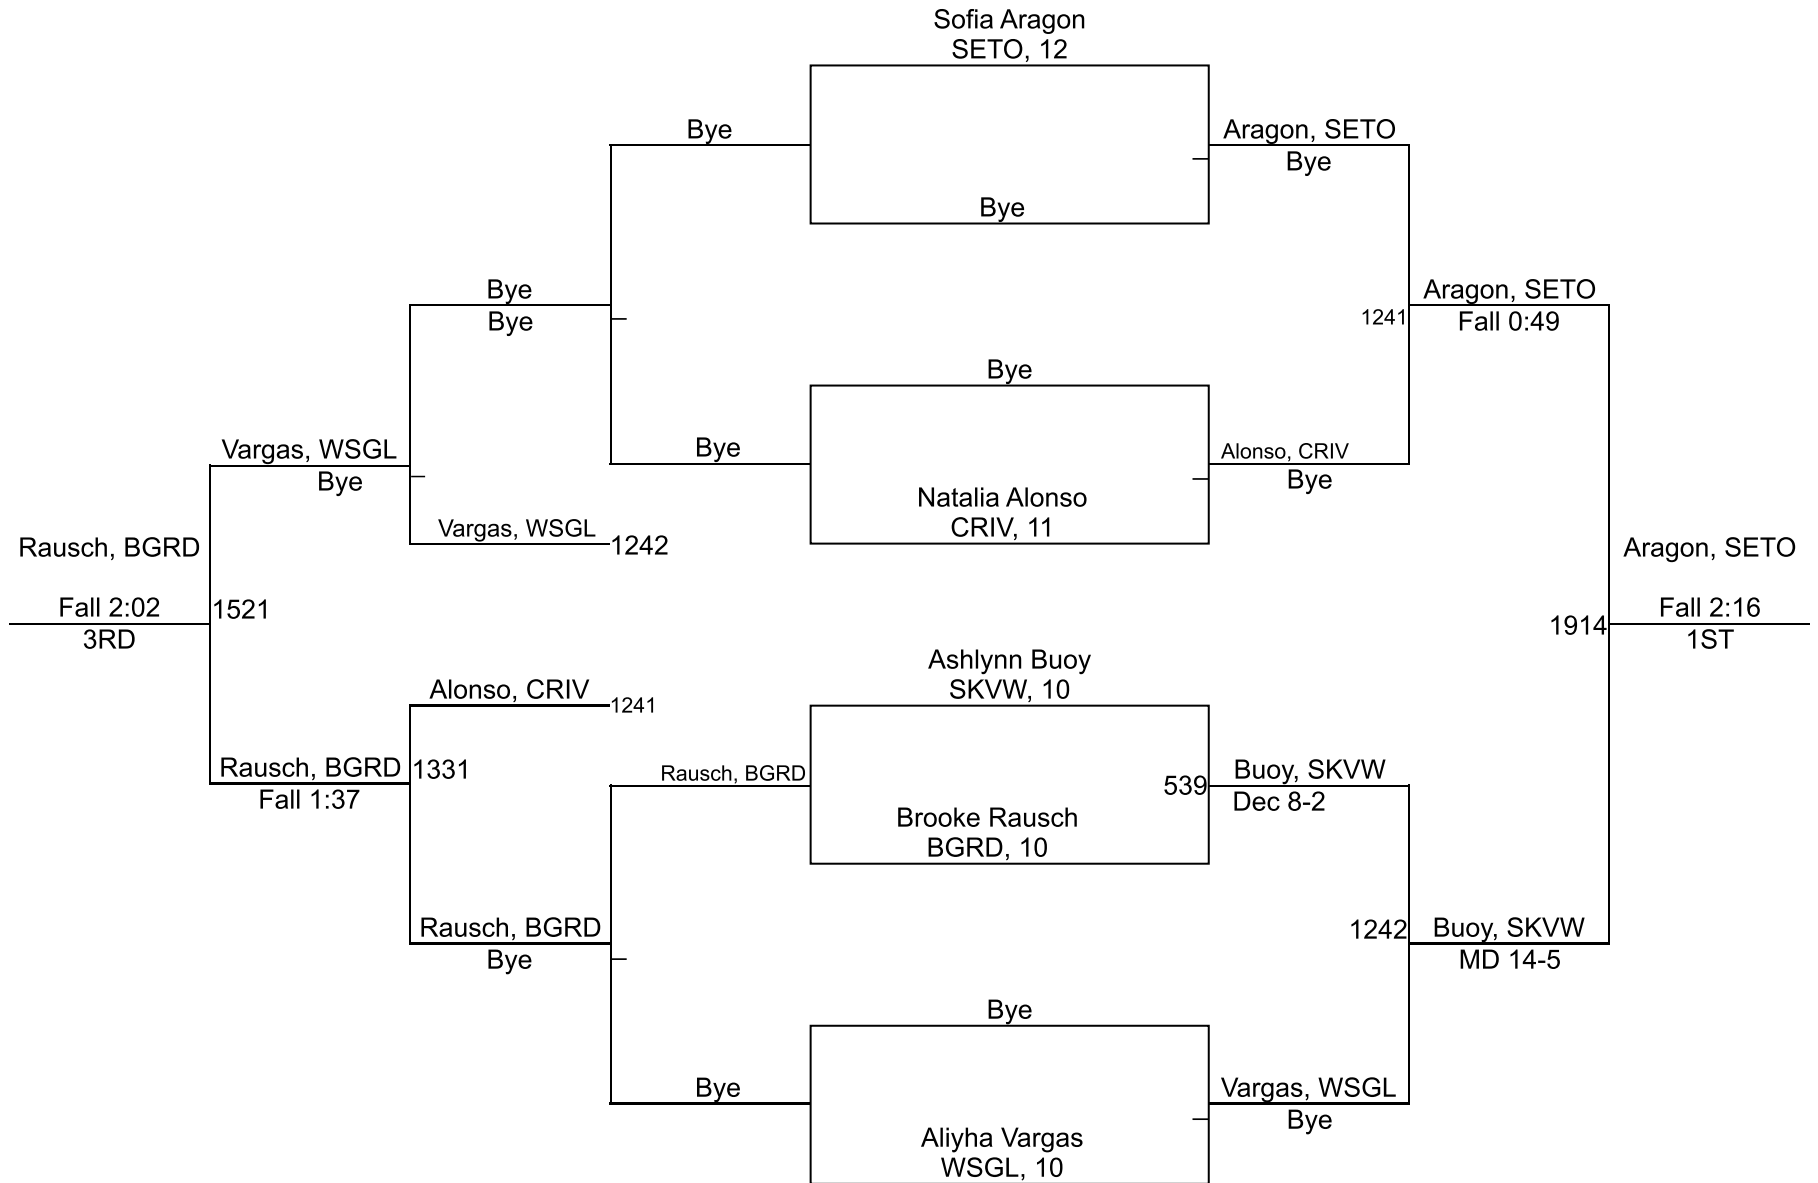 Sofia Aragon
SETO, 12
Bye
Aragon, SETO
Bye
Bye
Bye
Bye
Aragon, SETO
1241
Fall 0:49
Bye
Vargas, WSGL
Bye
Bye
Alonso, CRIV
Bye
Natalia Alonso
CRIV, 11
Vargas, WSGL
1242
Rausch, BGRD
Aragon, SETO
Fall 2:02
1521
3RD
1914
Fall 2:16
1ST
Ashlynn Buoy
SKVW, 10
Alonso, CRIV
1241
Rausch, BGRD
1331
Fall 1:37
Rausch, BGRD
539
Buoy, SKVW
Dec 8-2
Brooke Rausch
BGRD, 10
Rausch, BGRD
Bye
1242
Buoy, SKVW
MD 14-5
Bye
Bye
Vargas, WSGL
Bye
Aliyha Vargas
WSGL, 10